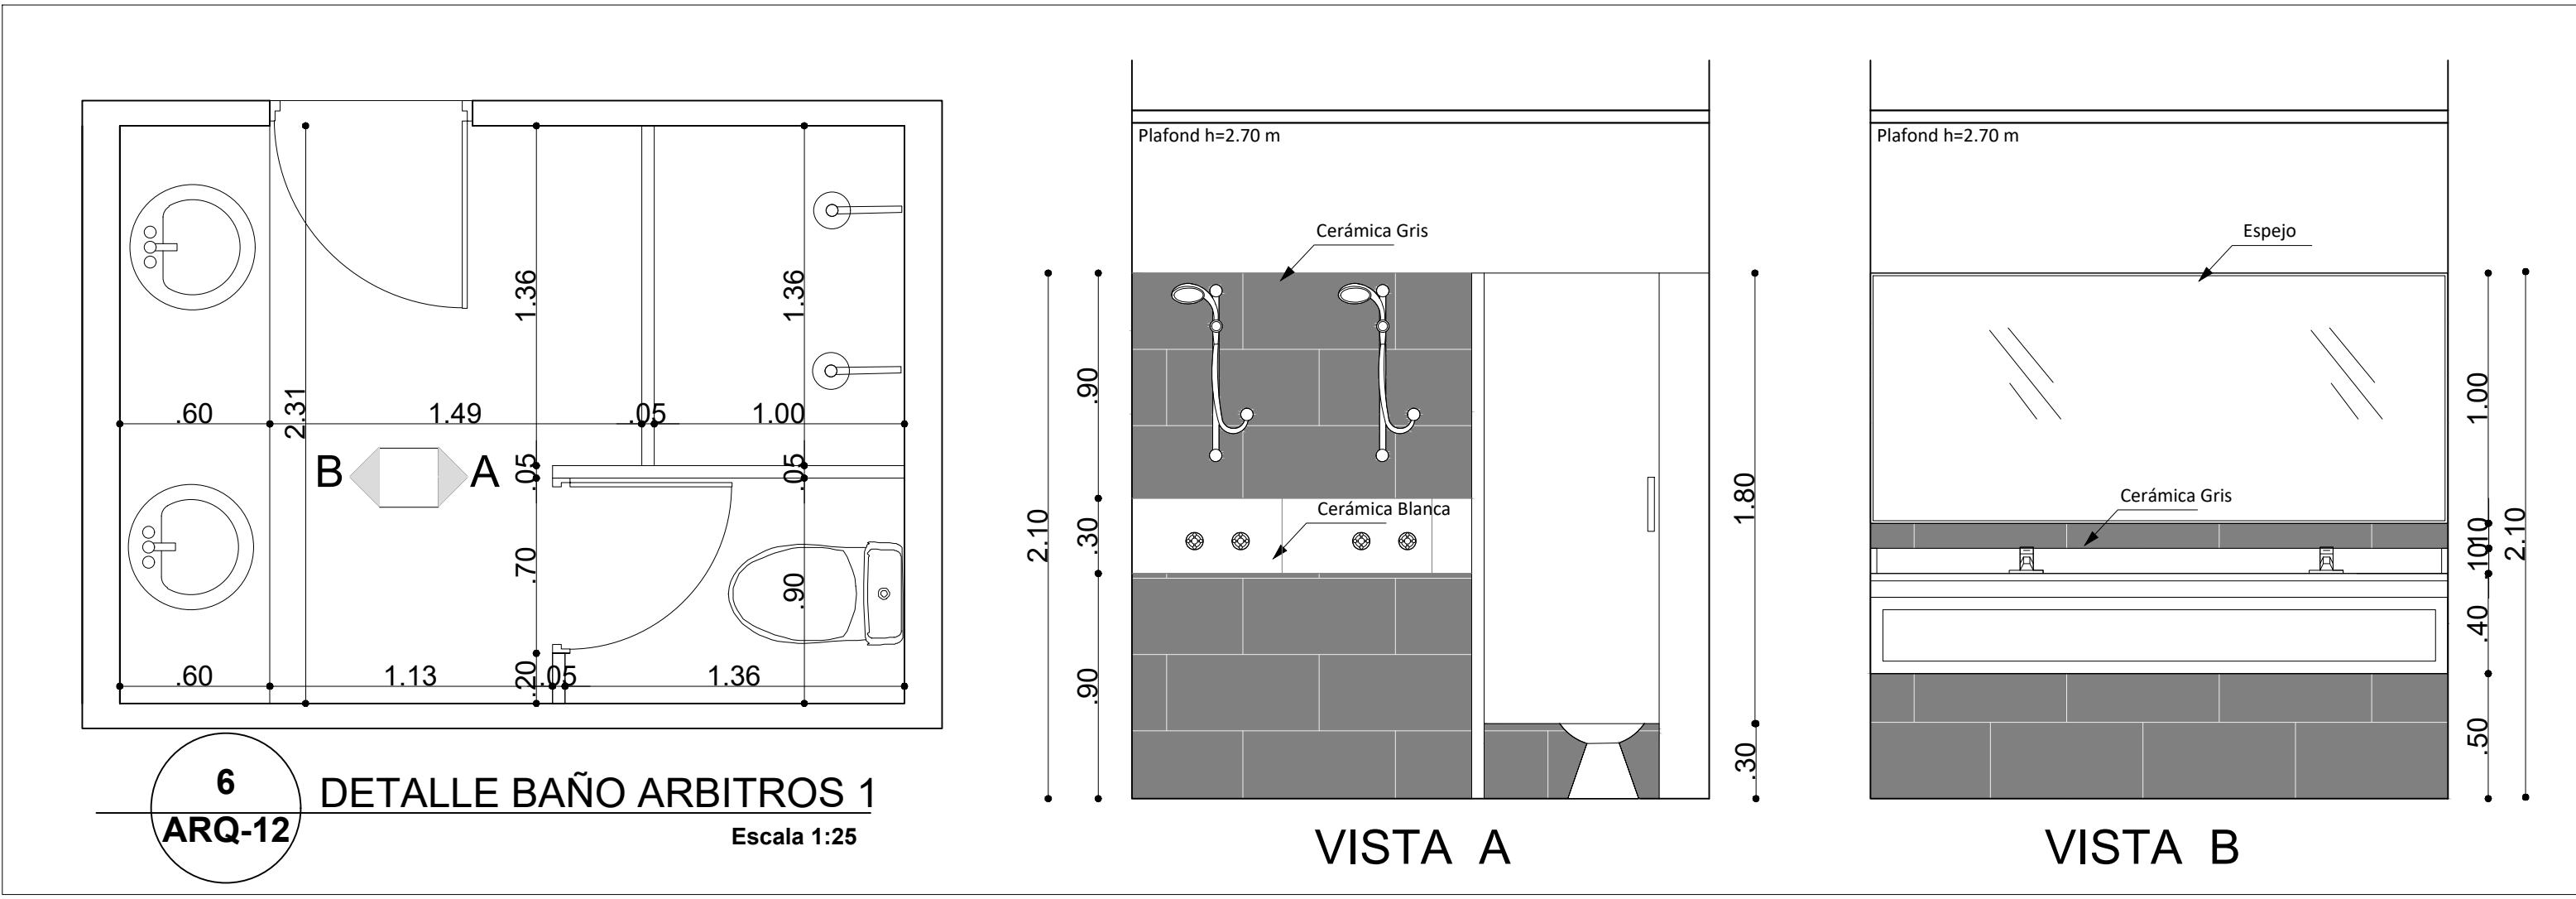 1.36
1.36
.60
2.31
1.49
.05
1.00
B
A
.05
.05
.70
.90
.60
1.13
.20
.05
1.36
6
ARQ-12
DETALLE BAÑO ARBITROS 1
Escala 1:25
Plafond h=2.70 m
Cerámica Gris
.90
2.10
.30
Cerámica Blanca
.90
1.80
.30
VISTA A
Plafond h=2.70 m
Espejo
Cerámica Gris
1.00
.10
.10
2.10
.40
.50
VISTA B